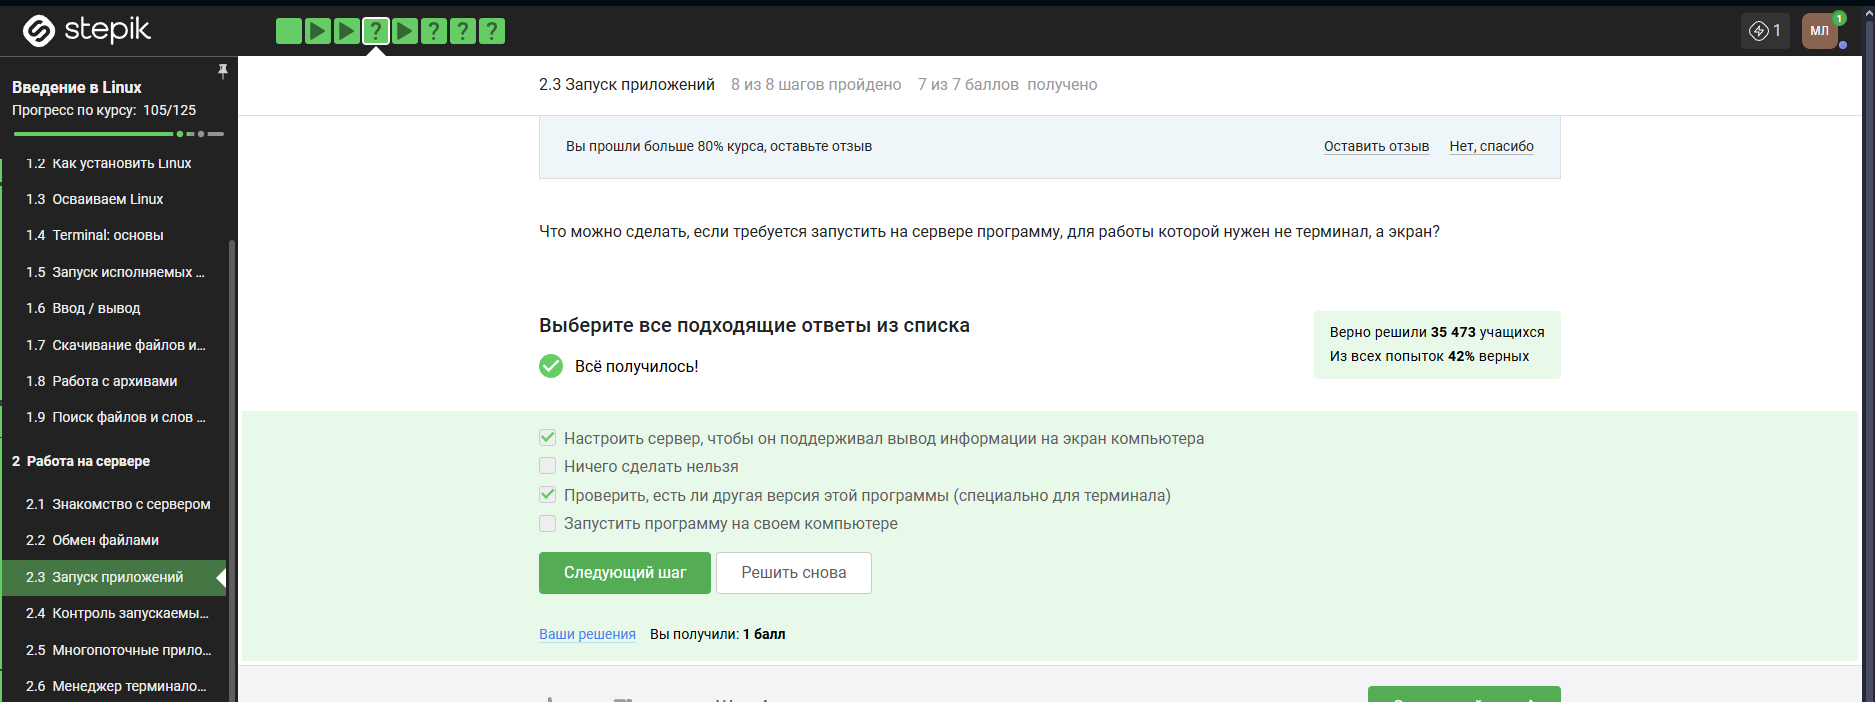 stepik
? ? ? ?
1
МЛ
1
Введение в Linux
Прогресс по курсу: 105/125
1.2 Как установить Linux
1.3 Осваиваем Linux
1.4 Terminal: основы
1.5 Запуск исполняемых ...
1.6 Ввод / вывод
1.7 Скачивание файлов и...
1.8 Работа с архивами
1.9 Поиск файлов и слов ...
2 Работа на сервере
2.1 Знакомство с сервером
2.2 Обмен файлами
2.3 Запуск приложений
2.4 Контроль запускаемы...
2.5 Многопоточные прило...
2.6 Менеджер терминало...
2.3 Запуск приложений 8 из 8 шагов пройдено 7 из 7 баллов получено
Вы прошли больше 80% курса, оставьте отзыв Оставить отзыв Нет, спасибо
Что можно сделать, если требуется запустить на сервере программу, для работы которой нужен не терминал, а экран?
Выберите все подходящие ответы из списка
Всё получилось!
Верно решили 35 473 учащихся
Из всех попыток 42% верных
Настроить сервер, чтобы он поддерживал вывод информации на экран компьютера
Ничего сделать нельзя
Проверить, есть ли другая версия этой программы (специально для терминала)
Запустить программу на своем компьютере
Следующий шаг Решить снова
Ваши решения Вы получили: 1 балл